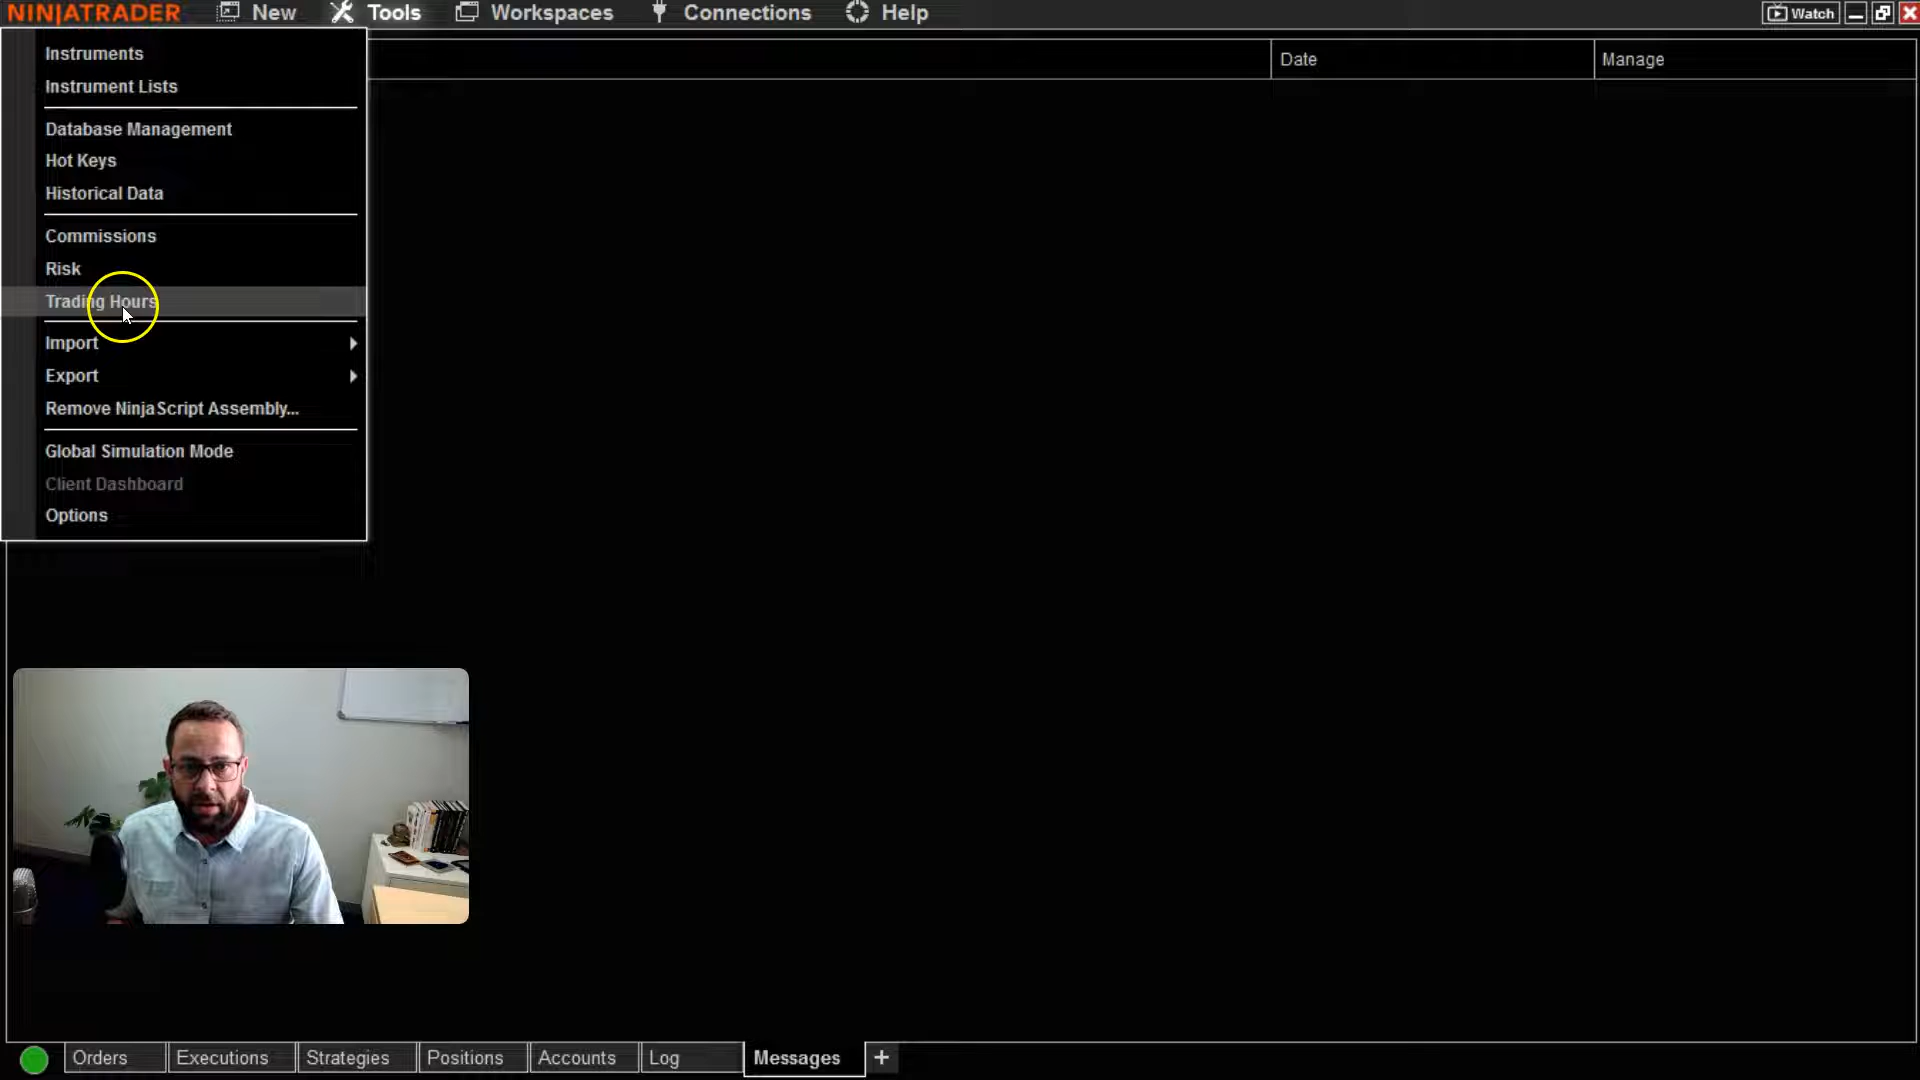 NINJATRADER New Tools Workspaces Connections Help Watch
Instruments
Date Manage
Instrument Lists
Database Management
Hot Keys
Historical Data
Commissions
Risk
Trading Hours
Import
Export
Remove NinjaScript Assembly...
Global Simulation Mode
Client Dashboard
Options
Orders Executions Strategies Positions Accounts Log Messages +